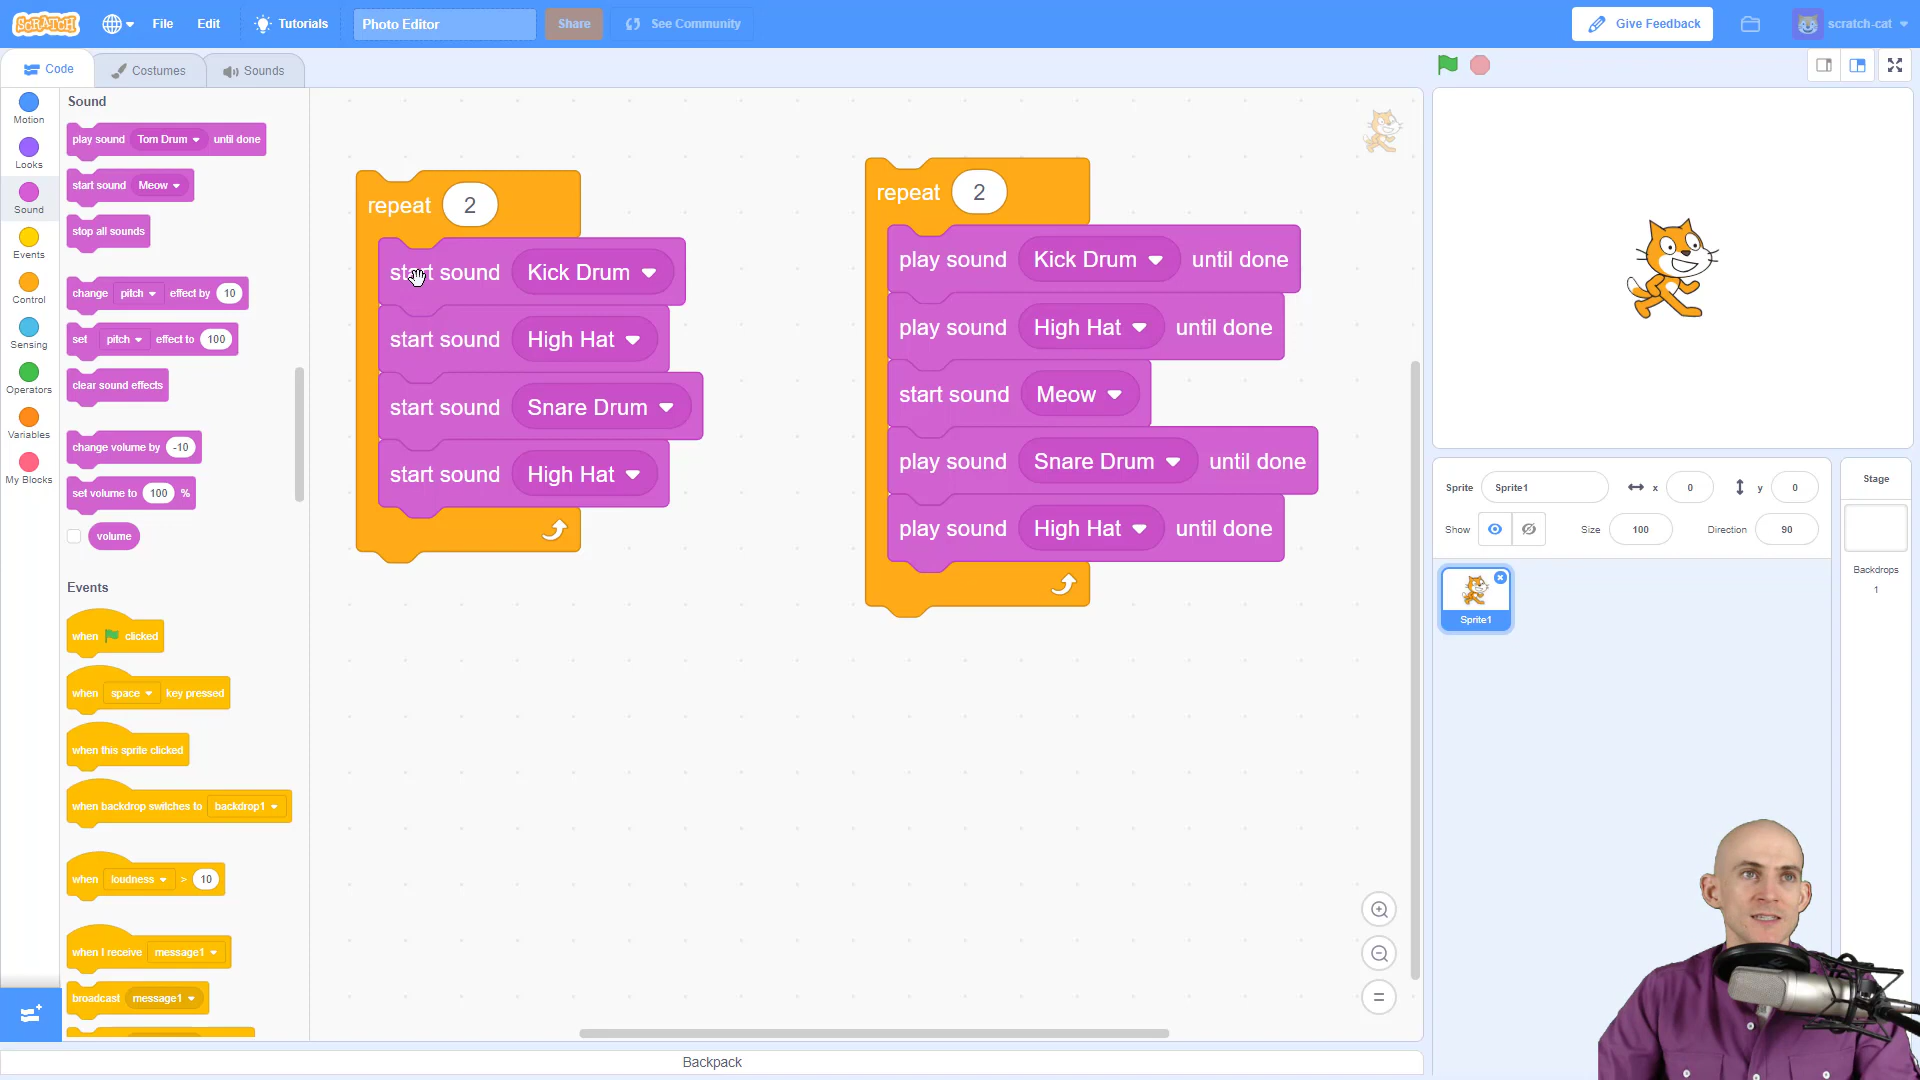 SCRATCH
File
Edit
Tutorials
Photo Editor
Share
See Community
Give Feedback
scratch-cat
Code
Costumes
Sounds
Motion
Looks
Sound
Events
Control
Sensing
Operators
Variables
My Blocks
Sound
play sound Tom Drum until done
start sound Meow
stop all sounds
change pitch effect by 10
set pitch effect to 100
clear sound effects
change volume by -10
set volume to 100 %
volume
Events
when clicked
when space key pressed
when this sprite clicked
when backdrop switches to backdrop1
when loudness > 10
when I receive message1
broadcast message1
repeat 2
start sound Kick Drum
start sound High Hat
start sound Snare Drum
start sound High Hat
repeat 2
play sound Kick Drum until done
play sound High Hat until done
start sound Meow
play sound Snare Drum until done
play sound High Hat until done
Backpack
Sprite Sprite1 x 0 y 0
Show Size 100 Direction 90
Sprite1
Stage
Backdrops
1